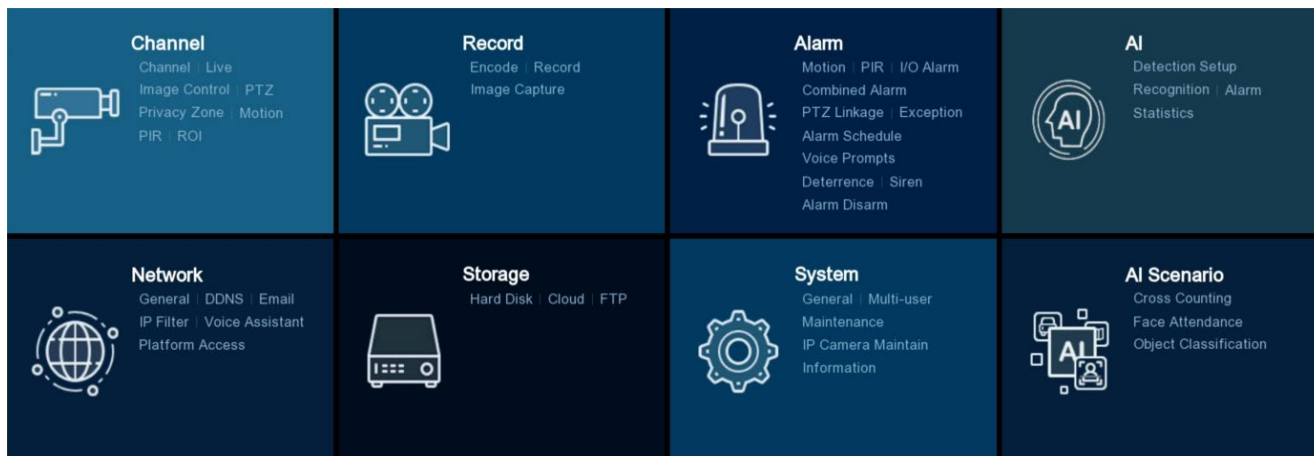 Channel
Channel | Live
Image Control | PTZ
Privacy Zone | Motion
PIR | ROI
Record
Encode | Record
Image Capture
Alarm
Motion | PIR | I/O Alarm
Combined Alarm
PTZ Linkage | Exception
Alarm Schedule
Voice Prompts
Deterrence | Siren
Alarm Disarm
AI
Detection Setup
Recognition | Alarm
Statistics
AI
Network
General | DDNS | Email
IP Filter | Voice Assistant
Platform Access
Storage
Hard Disk | Cloud | FTP
System
General | Multi-user
Maintenance
IP Camera Maintain
Information
AI Scenario
Cross Counting
Face Attendance
Object Classification
AI